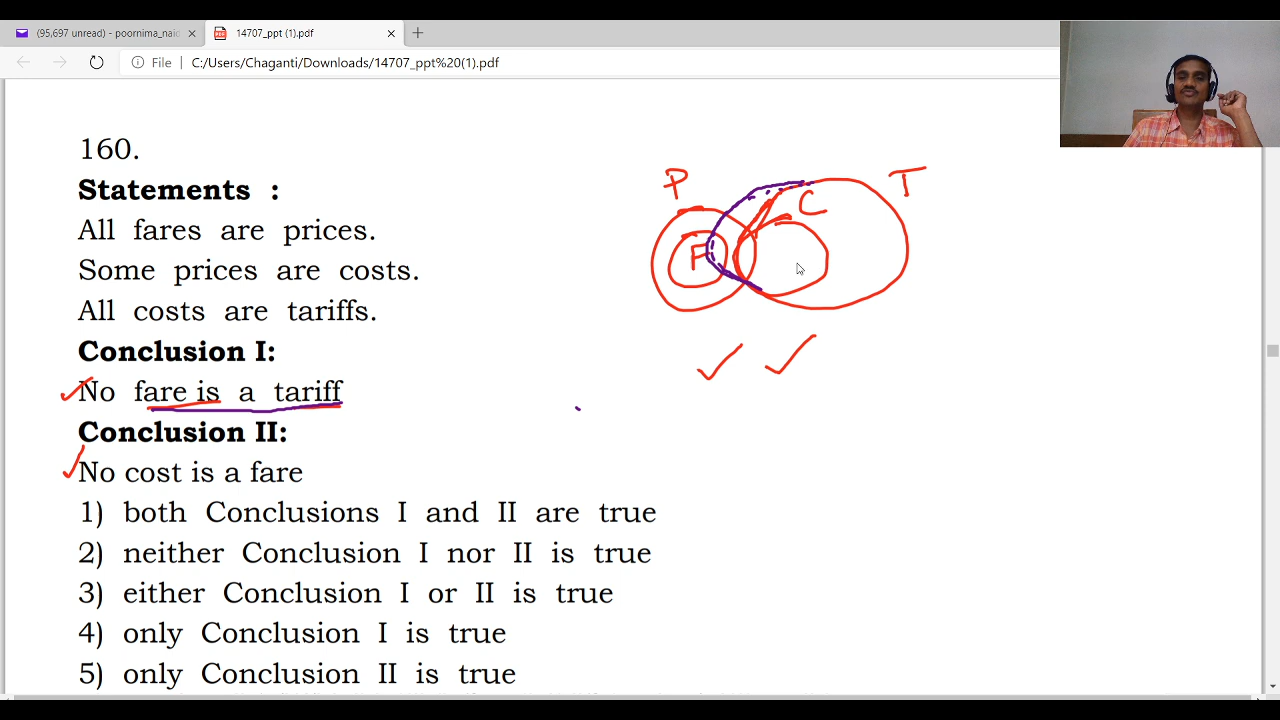 (95,697 unread) - poornima_naic
14707_ppt (1).pdf
File C:/Users/Chaganti/Downloads/14707_ppt%20(1).pdf
160.
Statements :
All fares are prices.
Some prices are costs.
All costs are tariffs.
Conclusion I:
No fare is a tariff
Conclusion II:
No cost is a fare
1) both Conclusions I and II are true
2) neither Conclusion I nor II is true
3) either Conclusion I or II is true
4) only Conclusion I is true
5) only Conclusion II is true
P
T
C
F